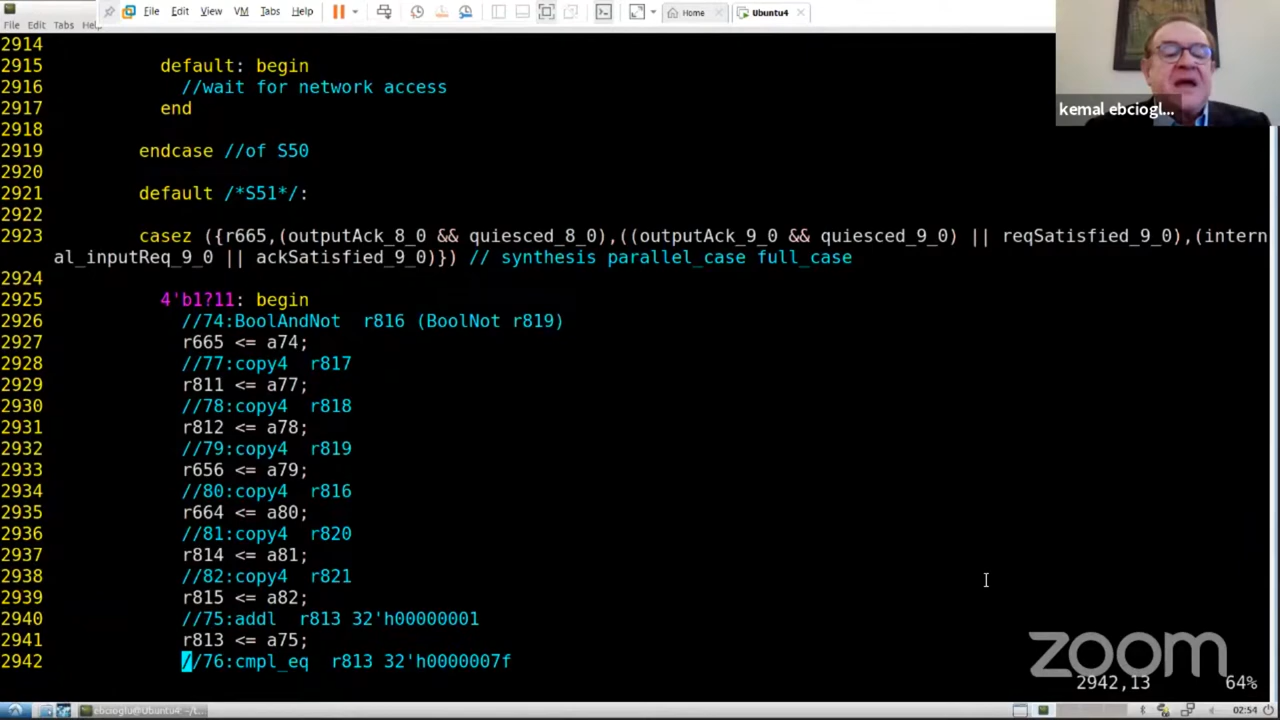 File Edit View VM Tabs Help
Home
Ubuntu4
File Edit Tabs Help
2914
2915 default: begin
2916 //wait for network access
2917 end
2918
2919 endcase //of S50
2920
2921 default /*S51*/:
2922
2923 casez ({r665,(outputAck_8_0 && quiesced_8_0),((outputAck_9_0 && quiesced_9_0) || reqSatisfied_9_0),(intern
al_inputReq_9_0 || ackSatisfied_9_0)}) // synthesis parallel_case full_case
2924
2925 4'b1?11: begin
2926 //74:BoolAndNot r816 (BoolNot r819)
2927 r665 <= a74;
2928 //77:copy4 r817
2929 r811 <= a77;
2930 //78:copy4 r818
2931 r812 <= a78;
2932 //79:copy4 r819
2933 r656 <= a79;
2934 //80:copy4 r816
2935 r664 <= a80;
2936 //81:copy4 r820
2937 r814 <= a81;
2938 //82:copy4 r821
2939 r815 <= a82;
2940 //75:addl r813 32'h00000001
2941 r813 <= a75;
2942 //76:cmpl_eq r813 32'h0000007f
2942,13 64%
kemal ebciogl...
zoom
ebcioglu@Ubuntu4: ~/t...
02:54